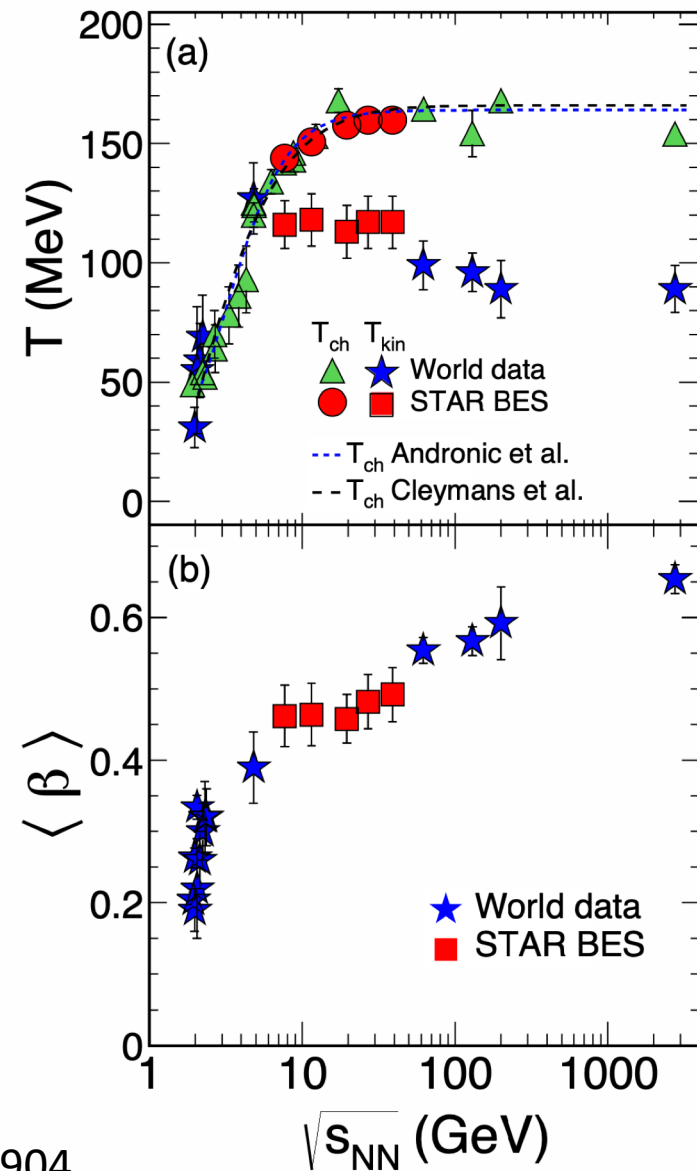 200
(a)
150
100
50
0
T (MeV)
T_ch T_kin
World data
STAR BES
T_ch Andronic et al.
T_ch Cleymans et al.
(b)
0.6
0.4
0.2
0
⟨ β ⟩
World data
STAR BES
1 10 100 1000
√s_NN (GeV)
904